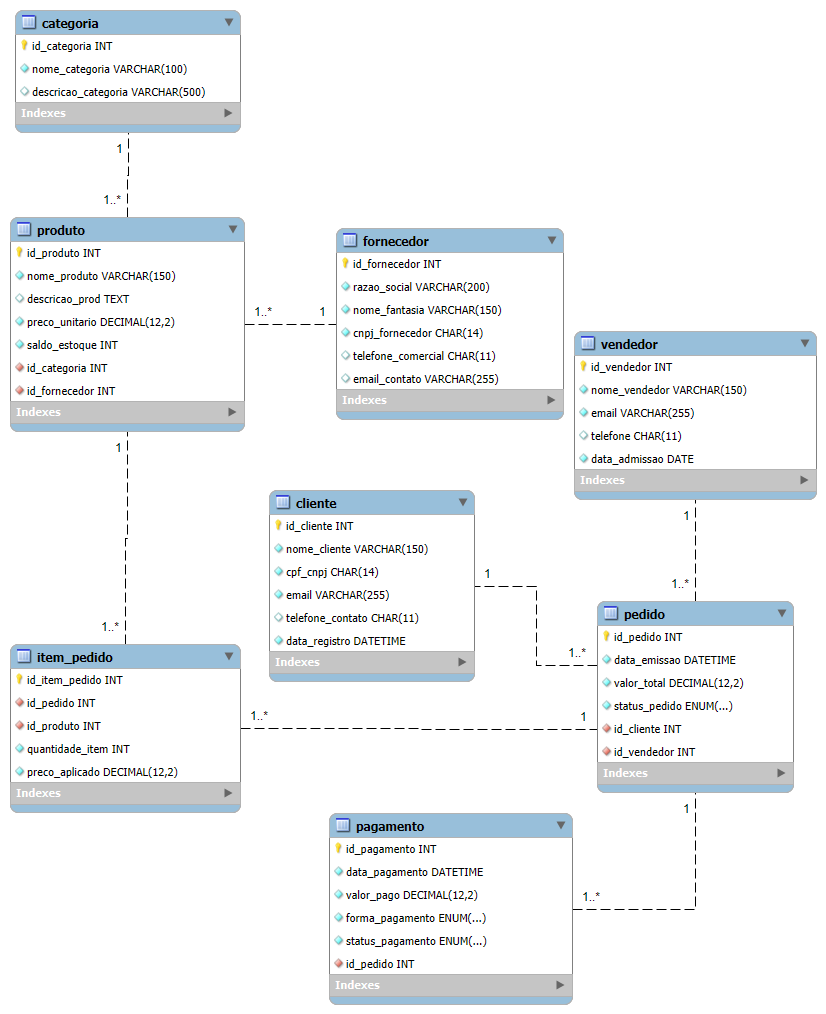 categoria
id_categoria INT
nome_categoria VARCHAR(100)
descricao_categoria VARCHAR(500)
Indexes
1
1..*
produto
id_produto INT
nome_produto VARCHAR(150)
descricao_prod TEXT
preco_unitario DECIMAL(12,2)
saldo_estoque INT
id_categoria INT
id_fornecedor INT
Indexes
1..*
1
fornecedor
id_fornecedor INT
razao_social VARCHAR(200)
nome_fantasia VARCHAR(150)
cnpj_fornecedor CHAR(14)
telefone_comercial CHAR(11)
email_contato VARCHAR(255)
Indexes
vendedor
id_vendedor INT
nome_vendedor VARCHAR(150)
email VARCHAR(255)
telefone CHAR(11)
data_admissao DATE
Indexes
1
1..*
1
1..*
cliente
id_cliente INT
nome_cliente VARCHAR(150)
cpf_cnpj CHAR(14)
email VARCHAR(255)
telefone_contato CHAR(11)
data_registro DATETIME
Indexes
1
1..*
pedido
id_pedido INT
data_emissao DATETIME
valor_total DECIMAL(12,2)
status_pedido ENUM(...)
id_cliente INT
id_vendedor INT
Indexes
item_pedido
id_item_pedido INT
id_pedido INT
id_produto INT
quantidade_item INT
preco_aplicado DECIMAL(12,2)
Indexes
1..*
1
1
1..*
pagamento
id_pagamento INT
data_pagamento DATETIME
valor_pago DECIMAL(12,2)
forma_pagamento ENUM(...)
status_pagamento ENUM(...)
id_pedido INT
Indexes